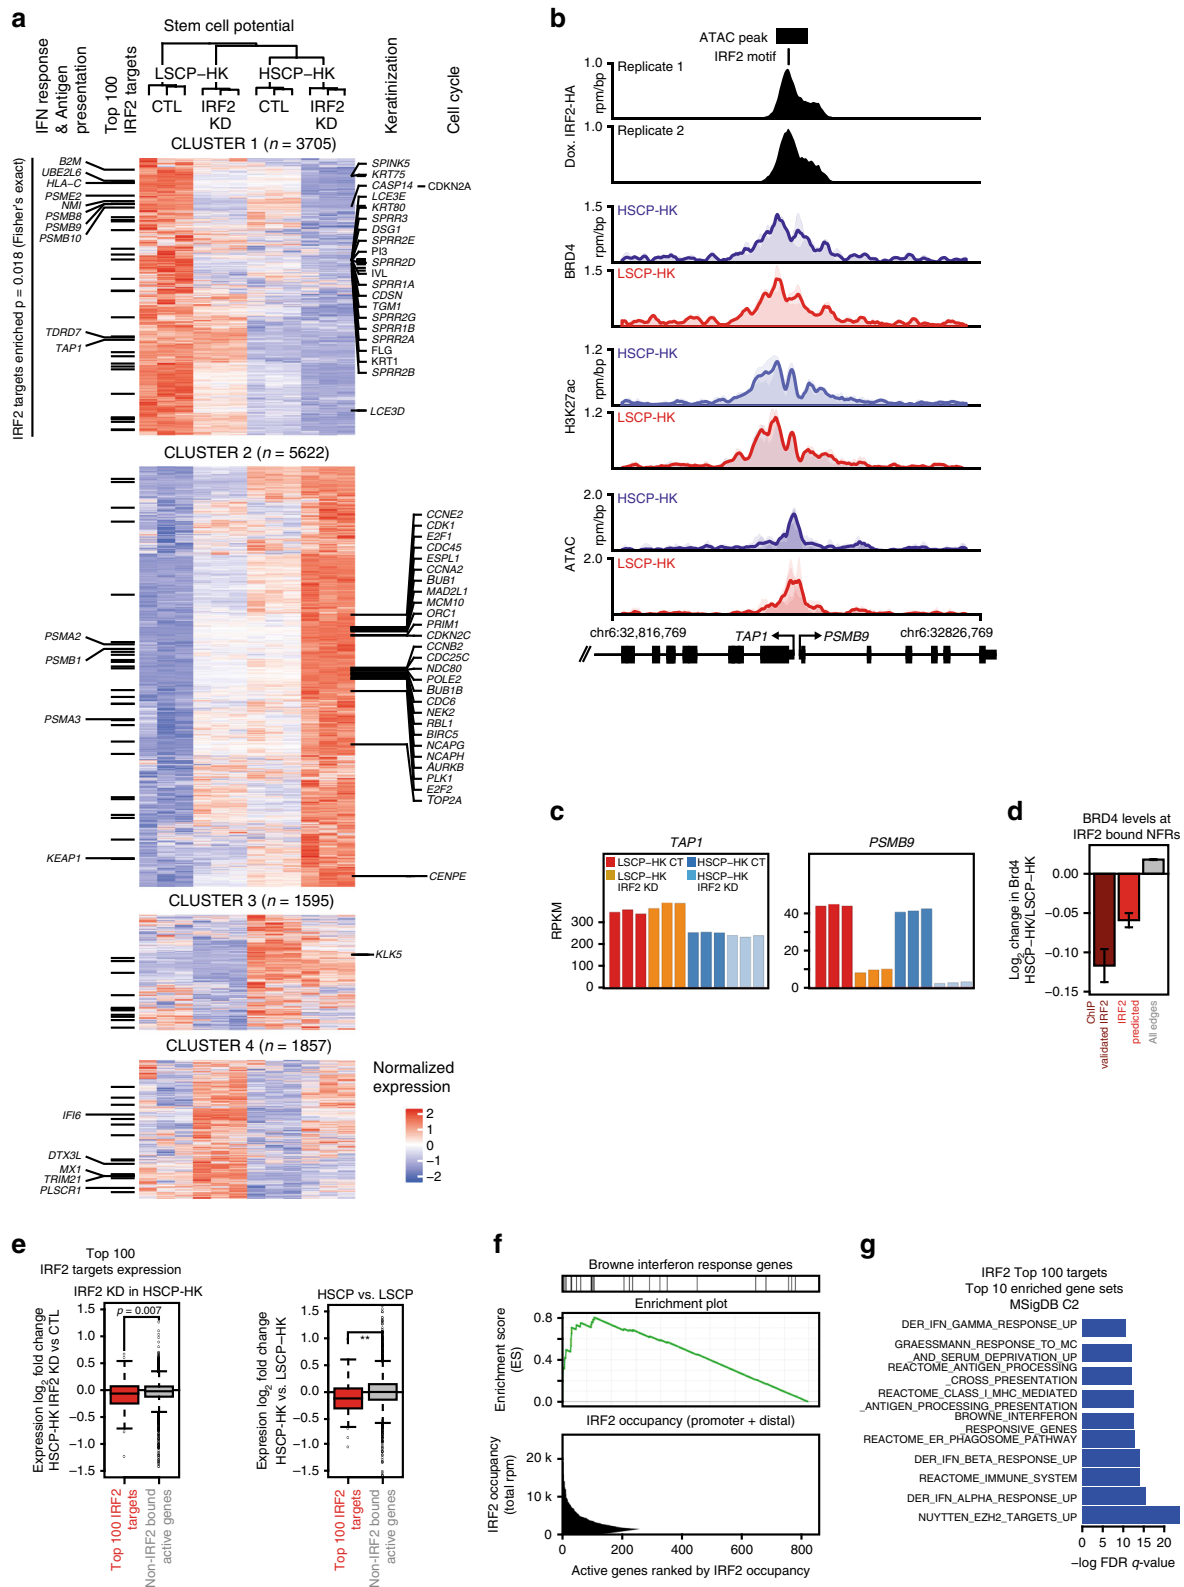 a
Stem cell potential
IFN response
& Antigen
presentation
Top 100
IRF2 targets
LSCP–HK
HSCP–HK
CTL
IRF2
KD
CTL
IRF2
KD
Keratinization
Cell cycle
CLUSTER 1 (n = 3705)
IRF2 targets enriched p = 0.018 (Fisher's exact)
B2M
UBE2L6
HLA–C
PSME2
NMI
PSMB8
PSMB9
PSMB10
TDRD7
TAP1
SPINK5
KRT75
CASP14
CDKN2A
LCE3E
KRT80
SPRR3
DSG1
SPRR2E
PI3
SPRR2D
IVL
SPRR1A
CDSN
TGM1
SPRR2G
SPRR1B
SPRR2A
FLG
KRT1
SPRR2B
LCE3D
CLUSTER 2 (n = 5622)
PSMA2
PSMB1
PSMA3
KEAP1
CCNE2
CDK1
E2F1
CDC45
ESPL1
CCNA2
BUB1
MAD2L1
MCM10
ORC1
PRIM1
CDKN2C
CCNB2
CDC25C
NDC80
POLE2
BUB1B
CDC6
NEK2
RBL1
BIRC5
NCAPG
NCAPH
AURKB
PLK1
E2F2
TOP2A
CENPE
CLUSTER 3 (n = 1595)
KLK5
CLUSTER 4 (n = 1857)
IFI6
DTX3L
MX1
TRIM21
PLSCR1
Normalized
expression
2
1
0
−1
−2
b
ATAC peak
IRF2 motif
Dox. IRF2-HA
1.0
rpm/bp
Replicate 1
1.0
rpm/bp
Replicate 2
BRD4
1.5
rpm/bp
HSCP-HK
1.5
LSCP-HK
H3K27ac
1.2
rpm/bp
HSCP-HK
1.2
LSCP-HK
ATAC
2.0
rpm/bp
HSCP-HK
2.0
LSCP-HK
chr6:32,816,769
TAP1
PSMB9
chr6:32826,769
c
TAP1
PSMB9
LSCP–HK CT
HSCP–HK CT
LSCP–HK
IRF2 KD
HSCP–HK
IRF2 KD
RPKM
300
200
100
0
40
20
0
d
BRD4 levels at
IRF2 bound NFRs
Log2 change in Brd4
HSCP-HK/LSCP-HK
0.00
−0.05
−0.10
−0.15
ChIP
validated IRF2
IRF2
predicted
All edges
e
Top 100
IRF2 targets expression
IRF2 KD in HSCP-HK
Expression log2 fold change
HSCP-HK IRF2 KD vs CTL
1.5
1.0
0.5
0.0
−0.5
−1.0
−1.5
p = 0.007
Top 100 IRF2
targets
Non-IRF2 bound
active genes
HSCP vs. LSCP
Expresion log2 fold change
HSCP-HK vs. LSCP–HK
1.5
1.0
0.5
0.0
−0.5
−1.0
−1.5
**
Top 100 IRF2
targets
Non-IRF2 bound
active genes
f
Browne interferon response genes
Enrichment plot
Enrichment score
(ES)
0.8
0.4
0.0
IRF2 occupancy (promoter + distal)
IRF2 occupancy
(total rpm)
20 k
10 k
0
0
200
400
600
800
Active genes ranked by IRF2 occupancy
g
IRF2 Top 100 targets
Top 10 enriched gene sets
MSigDB C2
DER_IFN_GAMMA_RESPONSE_UP
GRAESSMANN_RESPONSE_TO_MC
_AND_SERUM_DEPRIVATION_UP
REACTOME_ANTIGEN_PROCESSING
_CROSS_PRESENTATION
REACTOME_CLASS_I_MHC_MEDIATED
_ANTIGEN_PROCESSING_PRESENTATION
BROWNE_INTERFERON
_RESPONSIVE_GENES
REACTOME_ER_PHAGOSOME_PATHWAY
DER_IFN_BETA_RESPONSE_UP
REACTOME_IMMUNE_SYSTEM
DER_IFN_ALPHA_RESPONSE_UP
NUYTTEN_EZH2_TARGETS_UP
0
5
10
15
20
−log FDR q-value